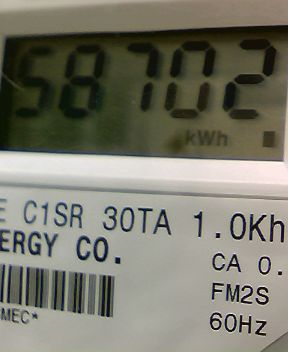 58702
kWh
E C1SR 30TA 1.0Kh
ERGY CO.
CA 0.
FM2S
MEC*
60Hz